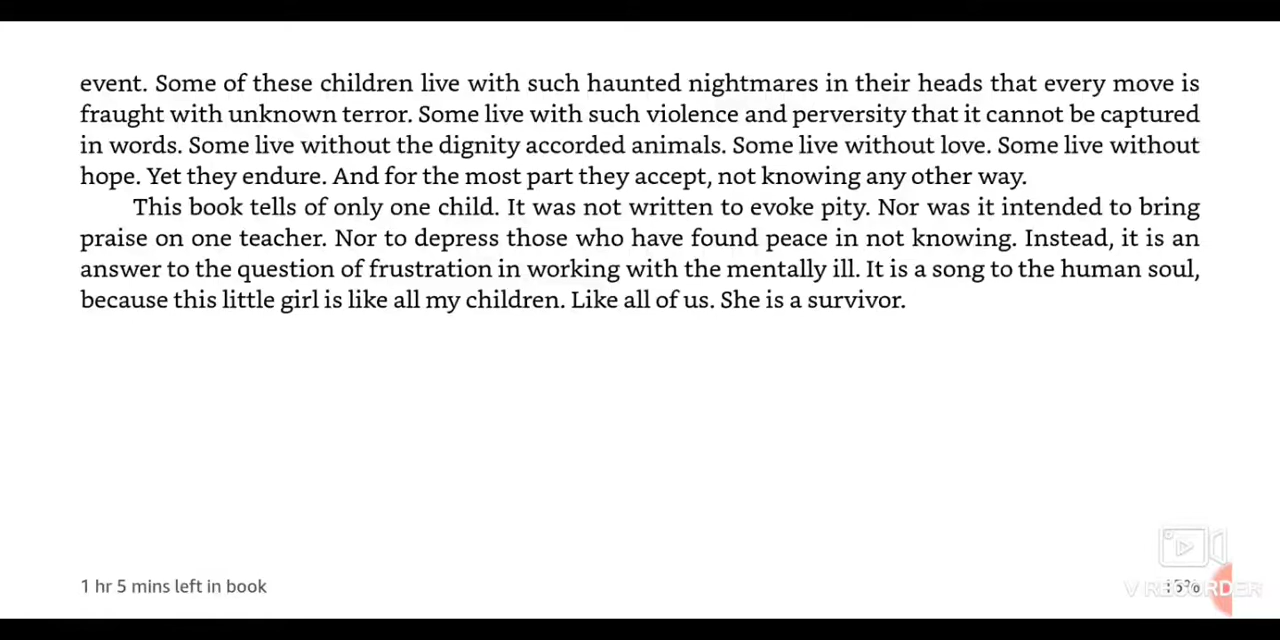 event. Some of these children live with such haunted nightmares in their heads that every move is
fraught with unknown terror. Some live with such violence and perversity that it cannot be captured
in words. Some live without the dignity accorded animals. Some live without love. Some live without
hope. Yet they endure. And for the most part they accept, not knowing any other way.
This book tells of only one child. It was not written to evoke pity. Nor was it intended to bring
praise on one teacher. Nor to depress those who have found peace in not knowing. Instead, it is an
answer to the question of frustration in working with the mentally ill. It is a song to the human soul,
because this little girl is like all my children. Like all of us. She is a survivor.
1 hr 5 mins left in book
V RECORDER